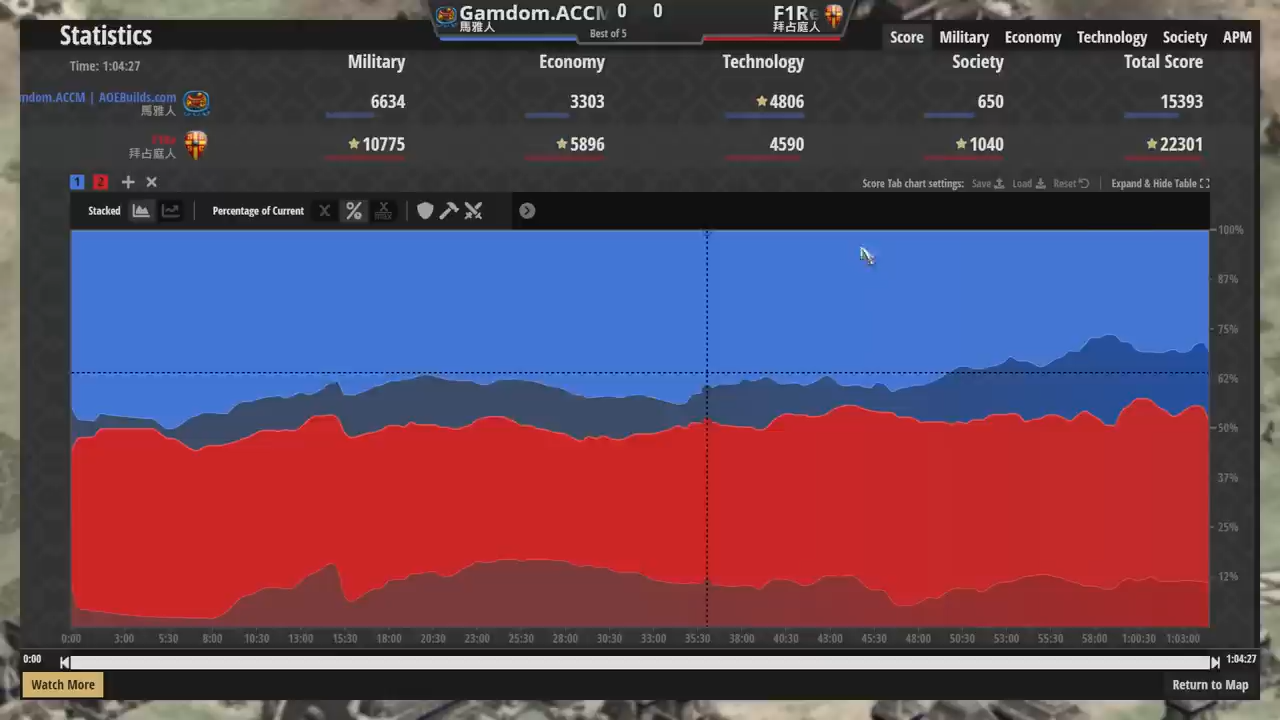 Gamdom.ACCM 0 0 F1Re
馬雅人 Best of 5 拜占庭人
Statistics
Score Military Economy Technology Society APM
Time: 1:04:27
Military Economy Technology Society Total Score
mdom.ACCM | AOEBuilds.com
馬雅人
6634 3303 4806 650 15393
F1Re
拜占庭人
10775 5896 4590 1040 22301
1 2
Score Tab chart settings: Save Load Reset Expand & Hide Table
Stacked Percentage of Current
100%
87%
75%
62%
50%
37%
25%
12%
0:00 3:00 5:30 8:00 10:30 13:00 15:30 18:00 20:30 23:00 25:30 28:00 30:30 33:00 35:30 38:00 40:30 43:00 45:30 48:00 50:30 53:00 55:30 58:00 1:00:30 1:03:00
0:00 1:04:27
Watch More Return to Map